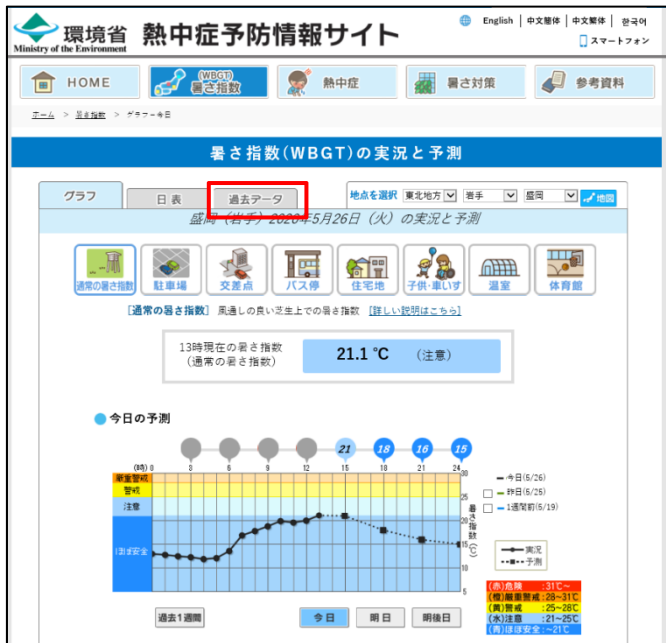 環境省
Ministry of the Environment
熱中症予防情報サイト
English | 中文簡体 | 中文繁体 | 한국어
スマートフォン
HOME
(WBGT)
暑さ指数
熱中症
暑さ対策
参考資料
ホーム > 暑さ指数 > グラフー今日
暑さ指数(WBGT)の実況と予測
グラフ
日表
過去データ
地点を選択 東北地方 岩手 盛岡 地図
盛岡（岩手）2020年5月26日（火）の実況と予測
通常の暑さ指数 駐車場 交差点 バス停 住宅地 子供・車いす 温室 体育館
[通常の暑さ指数] 風通しの良い芝生上での暑さ指数 [詳しい説明はこちら]
13時現在の暑さ指数
(通常の暑さ指数)
21.1 ℃ (注意)
今日の予測
21 18 16 15
(時) 0 3 6 9 12 15 18 21 24
厳重警戒
警戒
注意
ほぼ安全
30
25
20
15
10
5
暑さ指数(℃)
今日(5/26)
昨日(5/25)
1週間前(5/19)
実況
予測
(赤)危険 :31℃~
(橙)厳重警戒:28~31℃
(黄)警戒 :25~28℃
(水)注意 :21~25℃
(青)ほぼ安全:~21℃
過去1週間
今日
明日
明後日